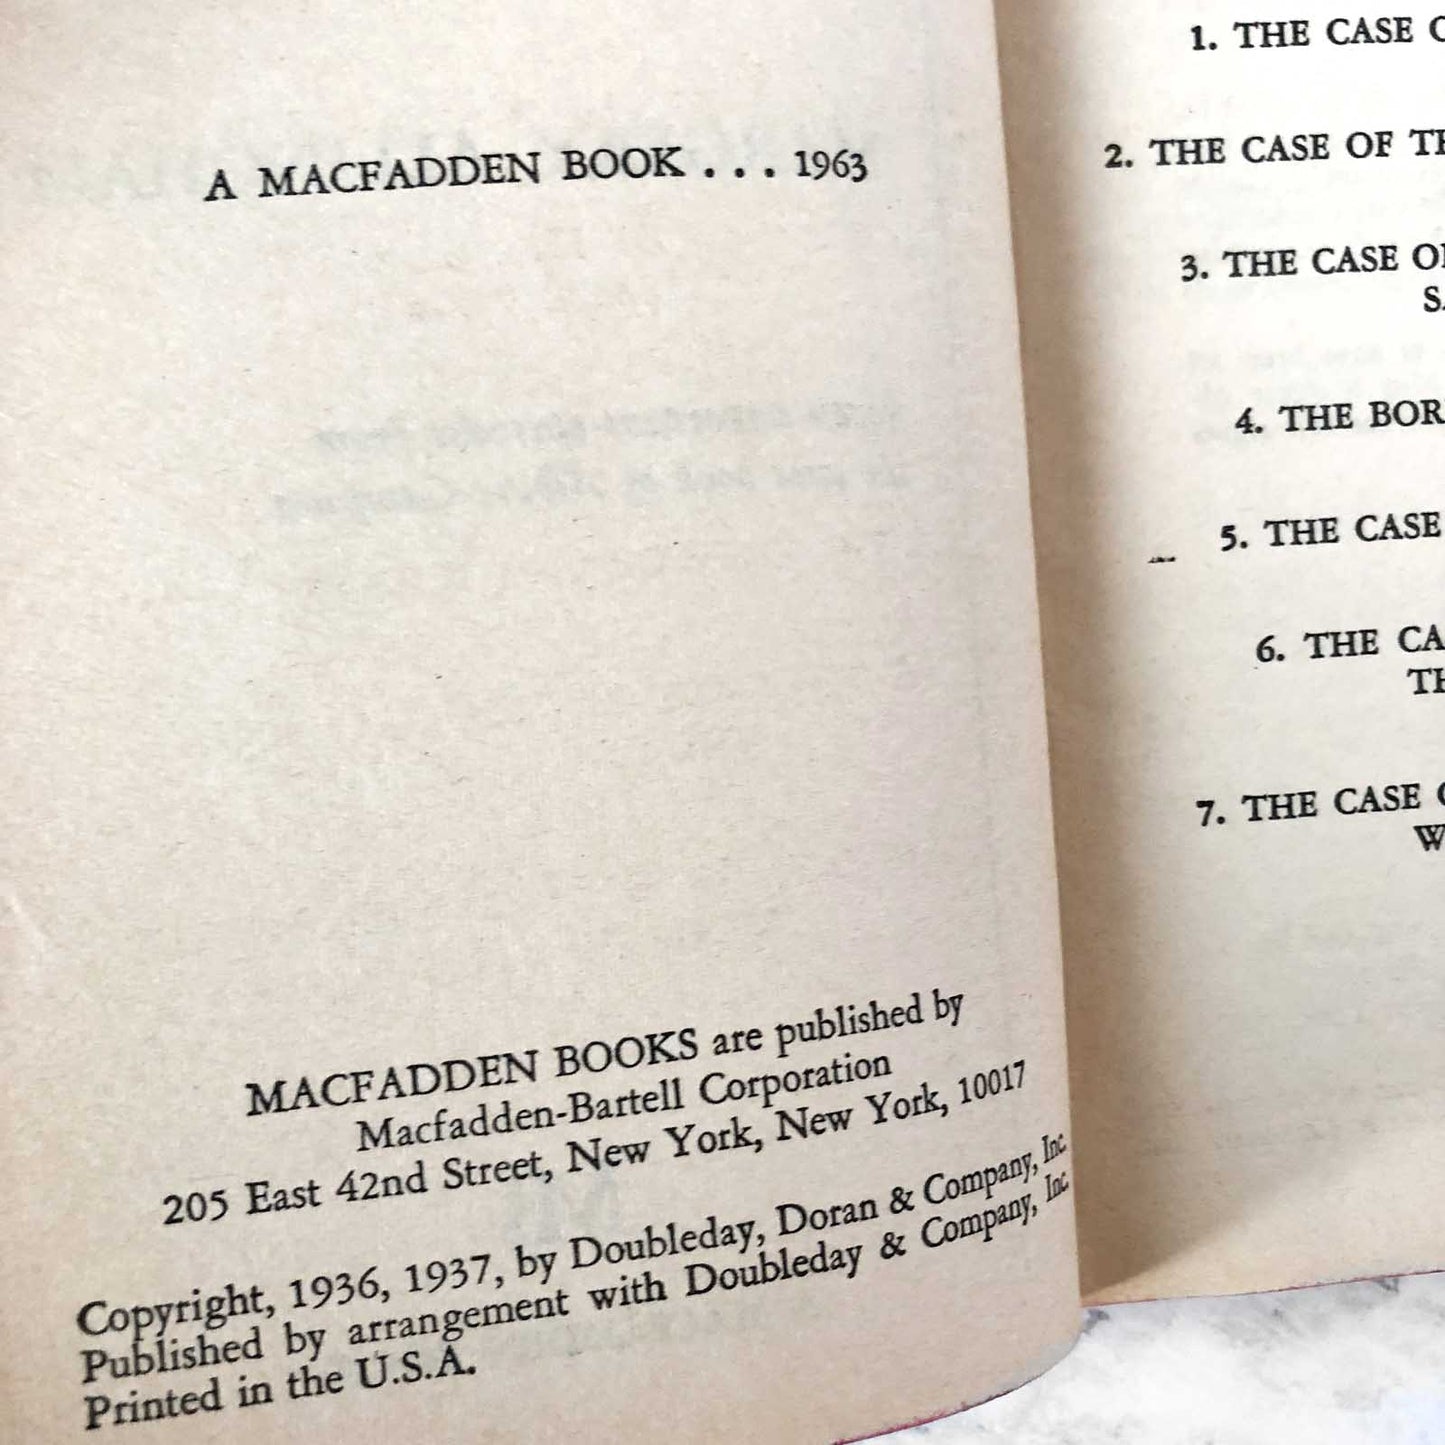 A MACFADDEN BOOK . . . 1963
MACFADDEN BOOKS are published by
Macfadden-Bartell Corporation
205 East 42nd Street, New York, New York, 10017
Copyright, 1936, 1937, by Doubleday, Doran & Company, Inc.
Published by arrangement with Doubleday & Company, Inc.
Printed in the U.S.A.
1. THE CASE
2. THE CASE OF
3. THE CASE
4. THE
5. THE CASE
6. THE
7. THE CASE